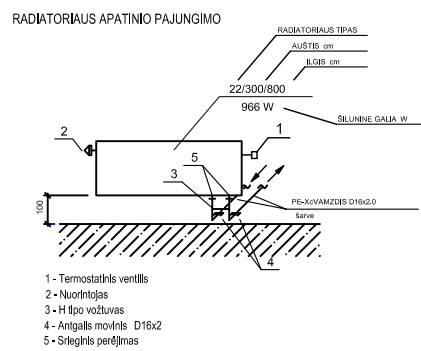 RADIATORIAUS APATINIO PAJUNGIMO
RADIATORIAUS TIPAS
AUŠTIS cm
ILGIS cm
22/300/800
966 W
ŠILUNINE GALIA W
2
1
5
3
PE-XcVAMZDIS D16x2.0
šarve
100
4
1 - Termostatinis ventilis
2 - Nuorintojas
3 - H tipo vožtuvas
4 - Antgalis movinis D16x2
5 - Srieginis perėjimas